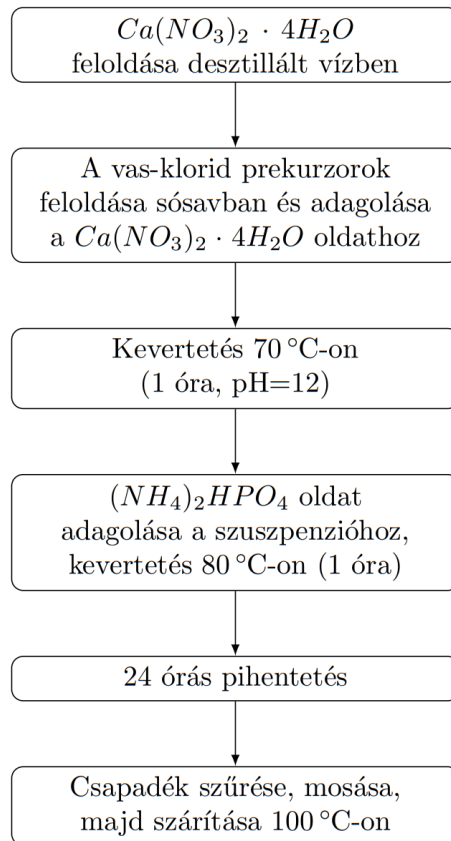 Ca(NO₃)₂ · 4H₂O
feloldása desztillált vízben
A vas-klorid prekurzorok
feloldása sósavban és adagolása
a Ca(NO₃)₂ · 4H₂O oldathoz
Kevertetés 70 °C-on
(1 óra, pH=12)
(NH₄)₂HPO₄ oldat
adagolása a szuszpenzióhoz,
kevertetés 80 °C-on (1 óra)
24 órás pihentetés
Csapadék szűrése, mosása,
majd szárítása 100 °C-on